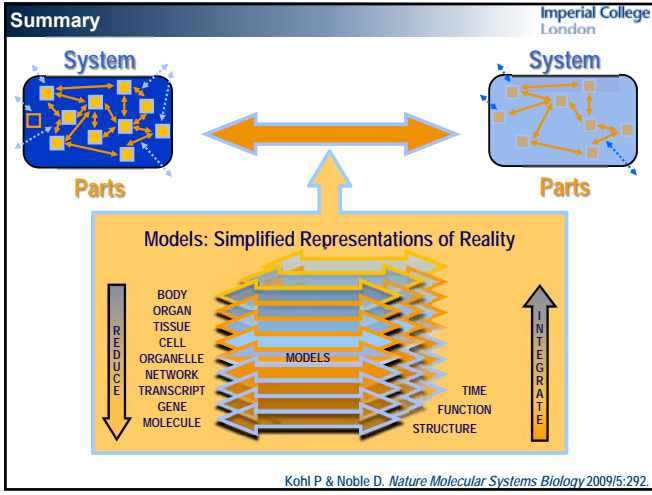 Summary
Imperial College
London
System
System
Parts
Parts
Models: Simplified Representations of Reality
REDUCE
BODY
ORGAN
TISSUE
CELL
ORGANELLE
NETWORK
TRANSCRIPT
GENE
MOLECULE
MODELS
TIME
FUNCTION
STRUCTURE
INTEGRATE
Kohl P & Noble D. Nature Molecular Systems Biology 2009/5:292.